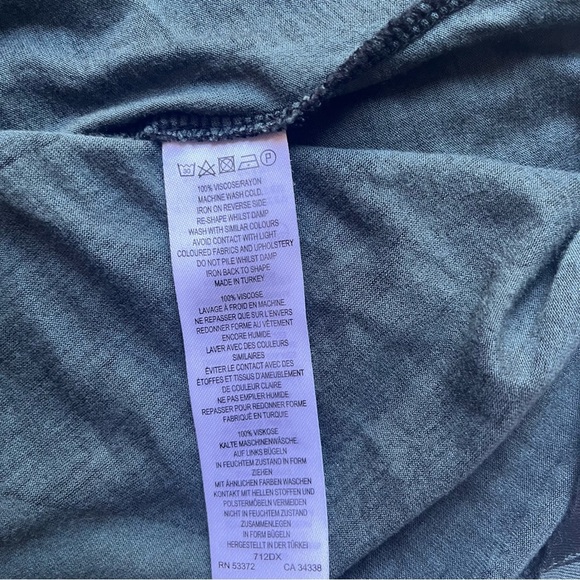 30 P
100% VISCOSE/RAYON
MACHINE WASH COLD,
IRON ON REVERSE SIDE
RE-SHAPE WHILST DAMP
WASH WITH SIMILAR COLOURS
AVOID CONTACT WITH LIGHT
COLOURED FABRICS AND UPHOLSTERY
DO NOT PILE WHILST DAMP
IRON BACK TO SHAPE
MADE IN TURKEY
100% VISCOSE
LAVAGE À FROID EN MACHINE
NE REPASSER QUE SUR L'ENVERS
REDONNER FORME AU VÊTEMENT
ENCORE HUMIDE
LAVER AVEC DES COULEURS
SIMILAIRES
ÉVITER LE CONTACT AVEC DES
ÉTOFFES ET TISSUS D'AMEUBLEMENT
DE COULEUR CLAIRE
NE PAS EMPILER HUMIDE
REPASSER POUR REDONNER FORME
FABRIQUÉ EN TURQUIE
100% VISKOSE
KALTE MASCHINENWÄSCHE.
AUF LINKS BÜGELN
IN FEUCHTEM ZUSTAND IN FORM
ZIEHEN
MIT ÄHNLICHEN FARBEN WASCHEN
KONTAKT MIT HELLEN STOFFEN UND
POLSTERMÖBELN VERMEIDEN
NICHT IN FEUCHTEM ZUSTAND
ZUSAMMENLEGEN
IN FORM BÜGELN
HERGESTELLT IN DER TÜRKEI
712DX
RN 53372 CA 34338